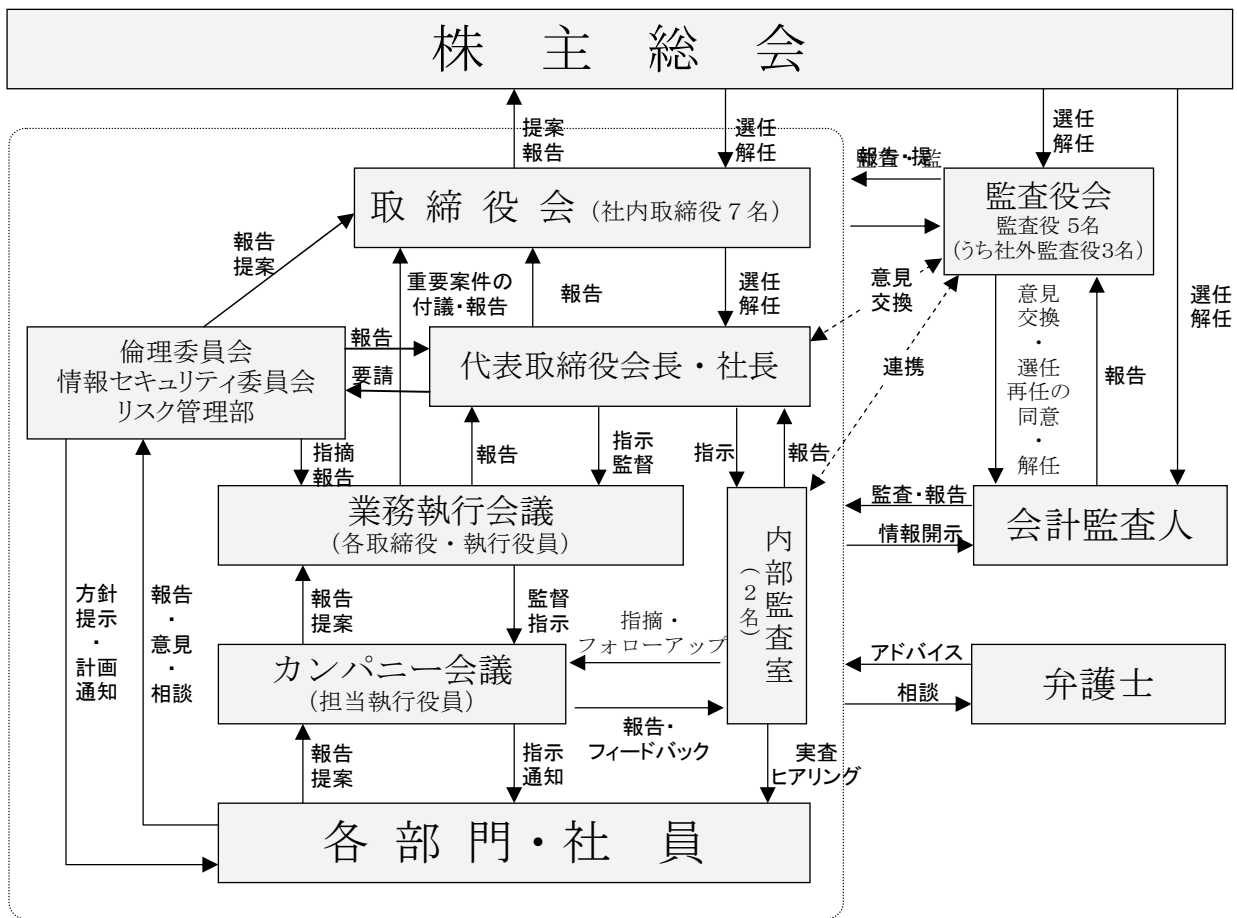 株 主 総 会
提案
報告
選任
解任
選任
解任
報告・提
取 締 役 会 (社内取締役７名)
監査役会
監査役 5名
(うち社外監査役3名)
報告
提案
重要案件の
付議・報告
報告
選任
解任
意見
交換
選任
解任
倫理委員会
情報セキュリティ委員会
リスク管理部
報告
要請
代表取締役会長・社長
連携
意見
交換
・
選任
再任の
同意
・
解任
報告
指摘
報告
報告
指示
監督
指示
報告
業務執行会議
(各取締役・執行役員)
内部監査室
(２名)
監査・報告
情報開示
会計監査人
方針
提示
・
計画
通知
報告
・
意見
・
相談
報告
提案
監督
指示
指摘・
フォローアップ
カンパニー会議
(担当執行役員)
報告・
フィードバック
アドバイス
相談
弁護士
報告
提案
指示
通知
実査
ヒアリング
各 部 門・社 員